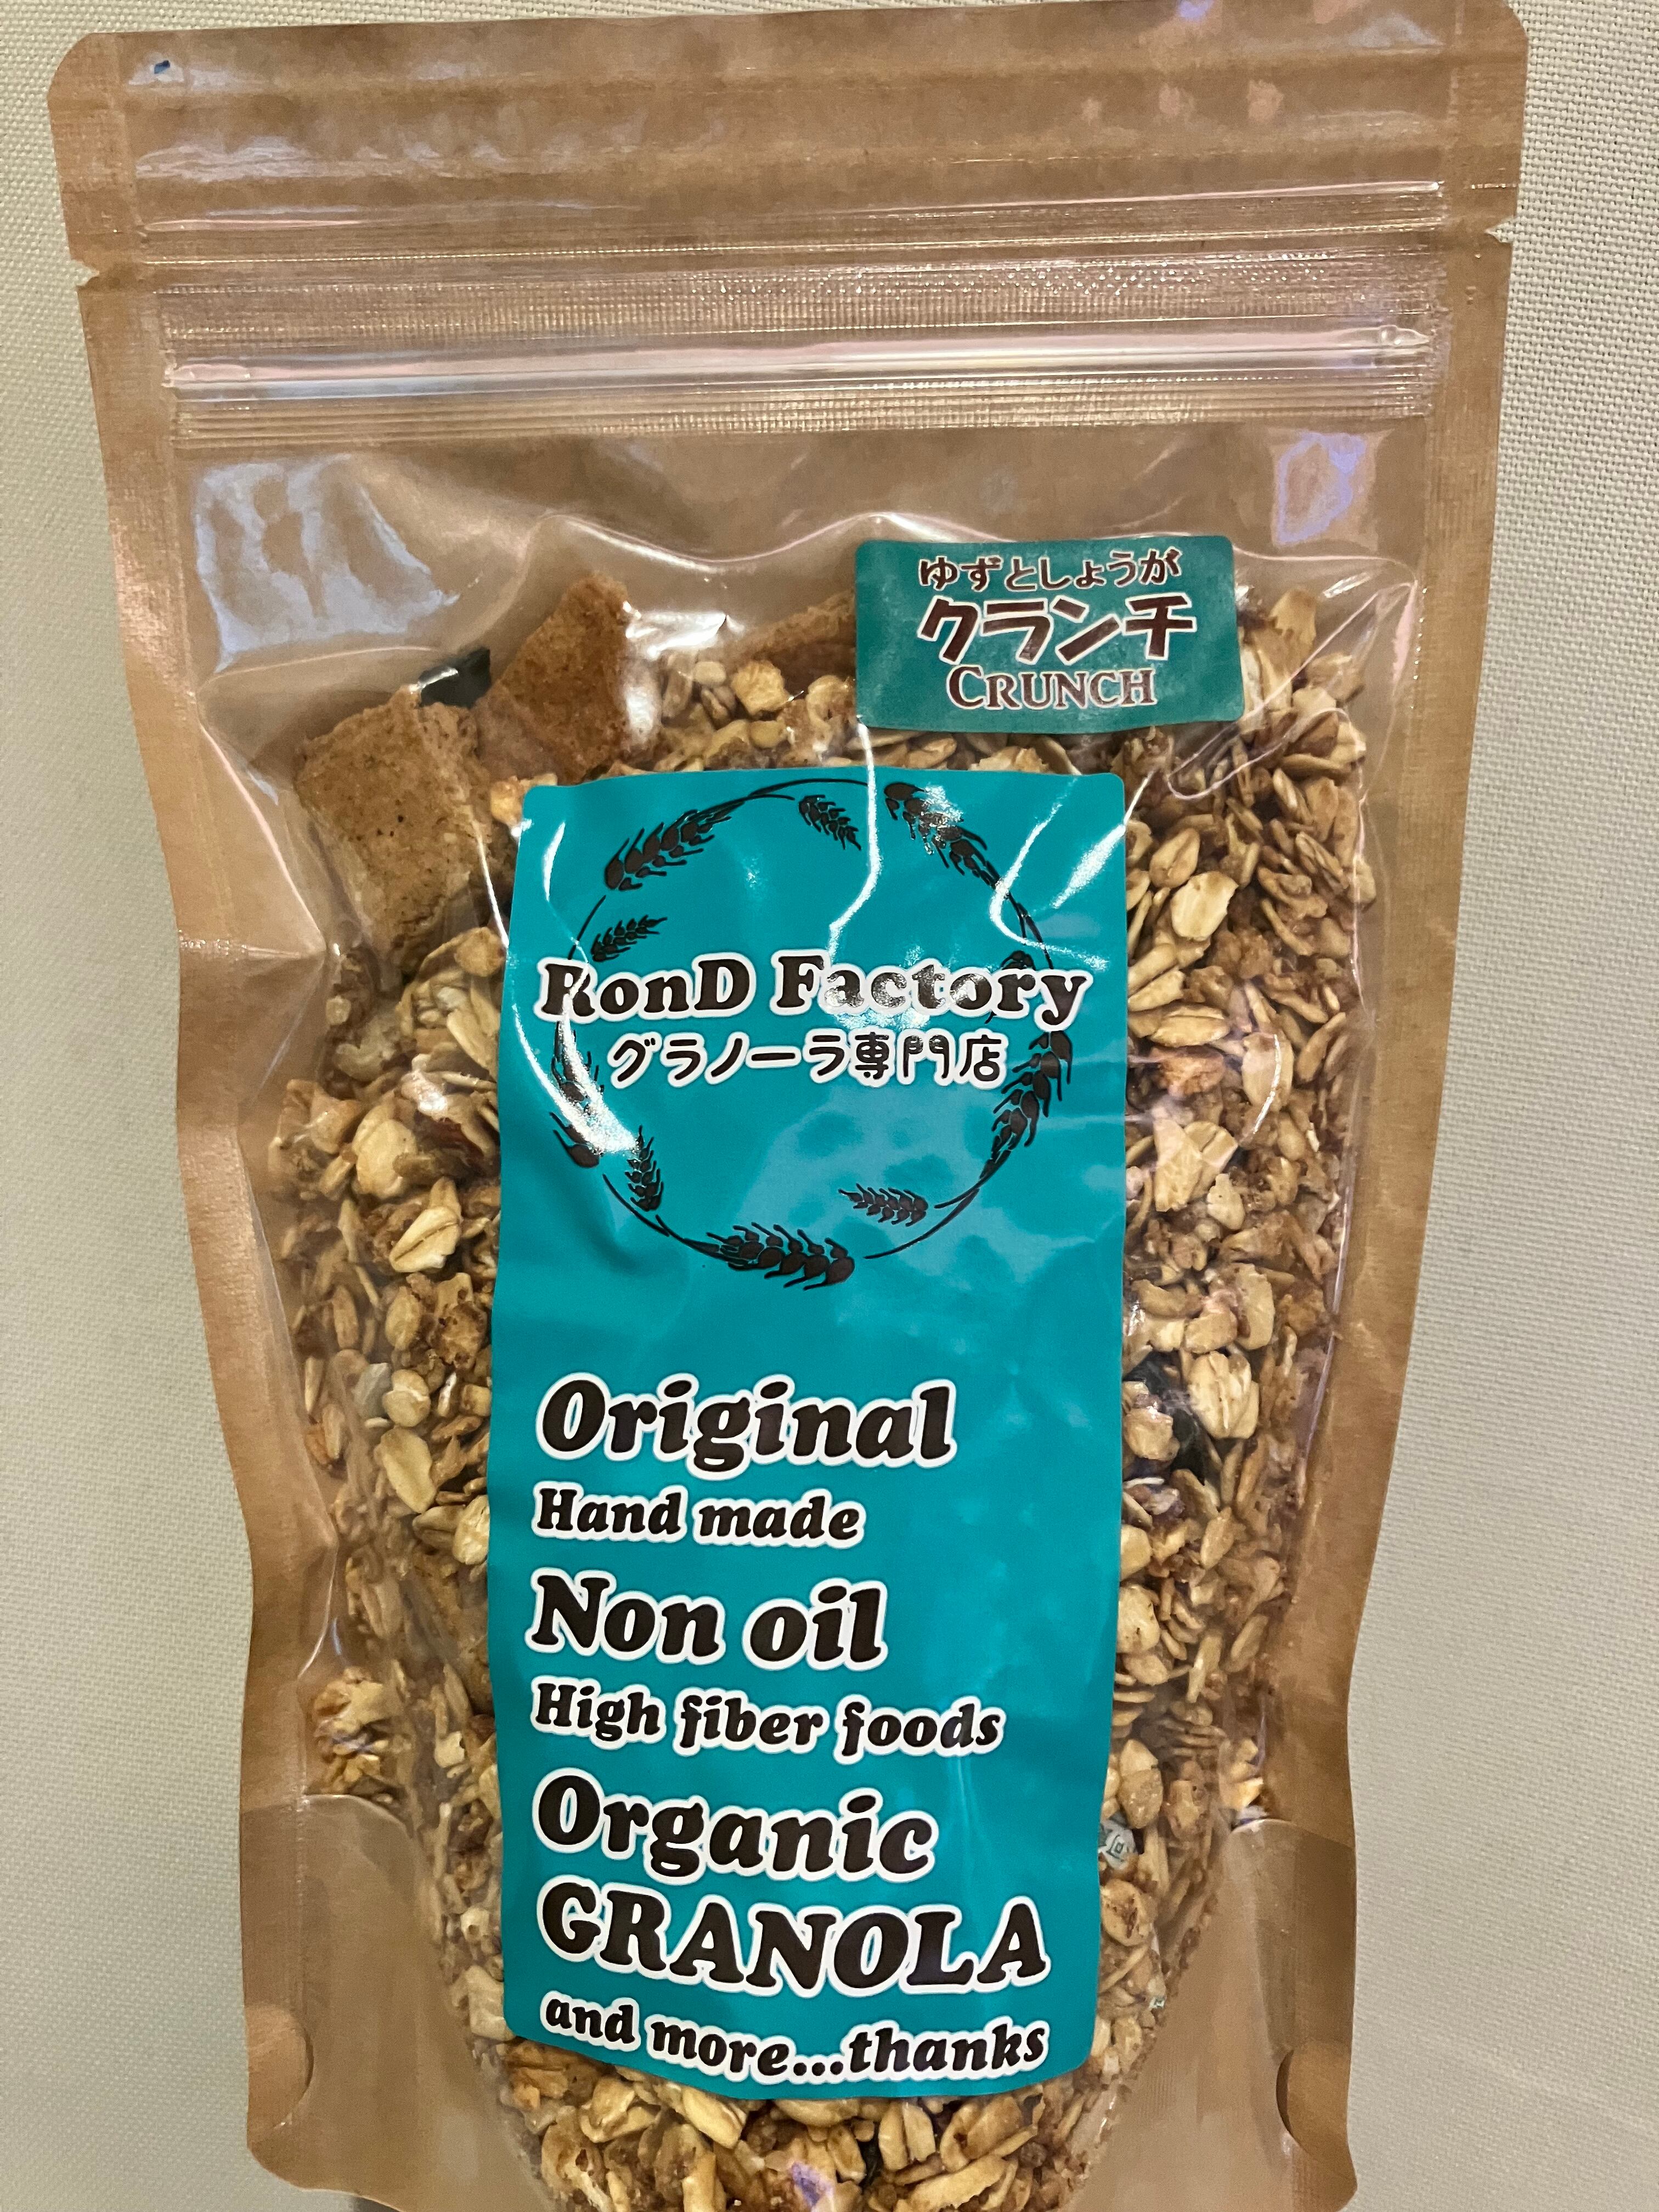 ゆずとしょうが
クランチ
CRUNCH
RonD Factory
グラノーラ専門店
Original
Hand made
Non oil
High fiber foods
Organic
GRANOLA
and more...thanks